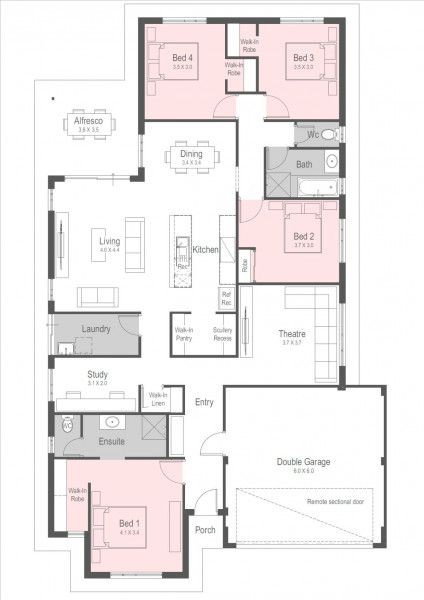 Bed 4
3.5 X 3.0
Walk-In
Robe
Walk-In
Robe
Bed 3
3.5 X 3.0
Alfresco
3.8 X 3.5
Wc
Dining
3.4 X 3.4
Bath
Living
4.0 X 4.4
Kitchen
Bed 2
3.7 X 3.0
Rec
Robe
Ref
Rec
Laundry
Walk-In
Pantry
Scullery
Recess
Theatre
3.7 X 3.7
Study
3.1 X 2.0
Walk-In
Linen
Entry
WC
Ensuite
Double Garage
6.0 X 6.0
Walk-In
Robe
Remote sectional door
Bed 1
4.1 X 3.4
Porch